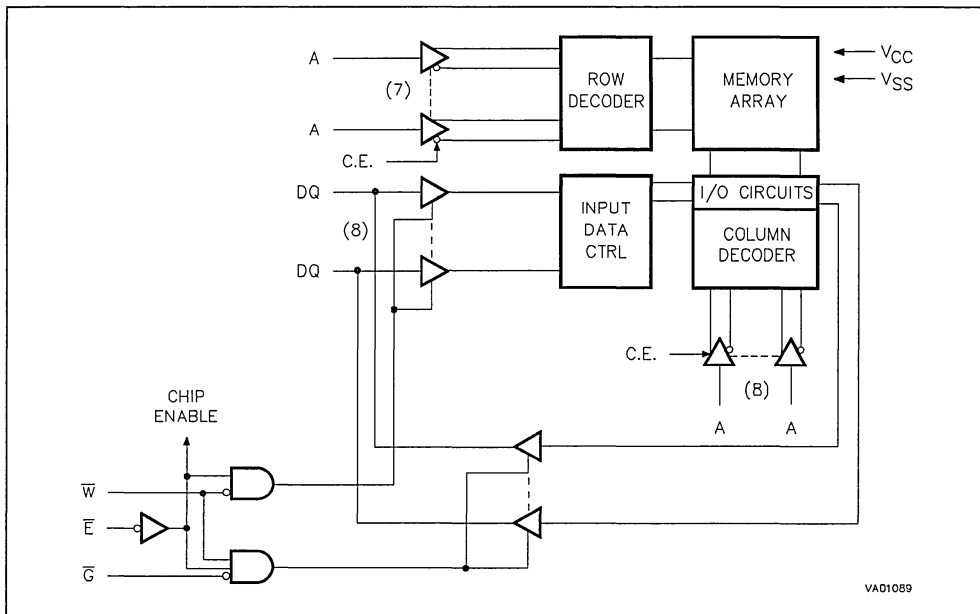 A
(7)
A
C.E.
ROW
DECODER
MEMORY
ARRAY
VCC
VSS
DQ
(8)
DQ
INPUT
DATA
CTRL
I/O CIRCUITS
COLUMN
DECODER
C.E.
(8)
A A
CHIP
ENABLE
W̅
E̅
G̅
VA01089